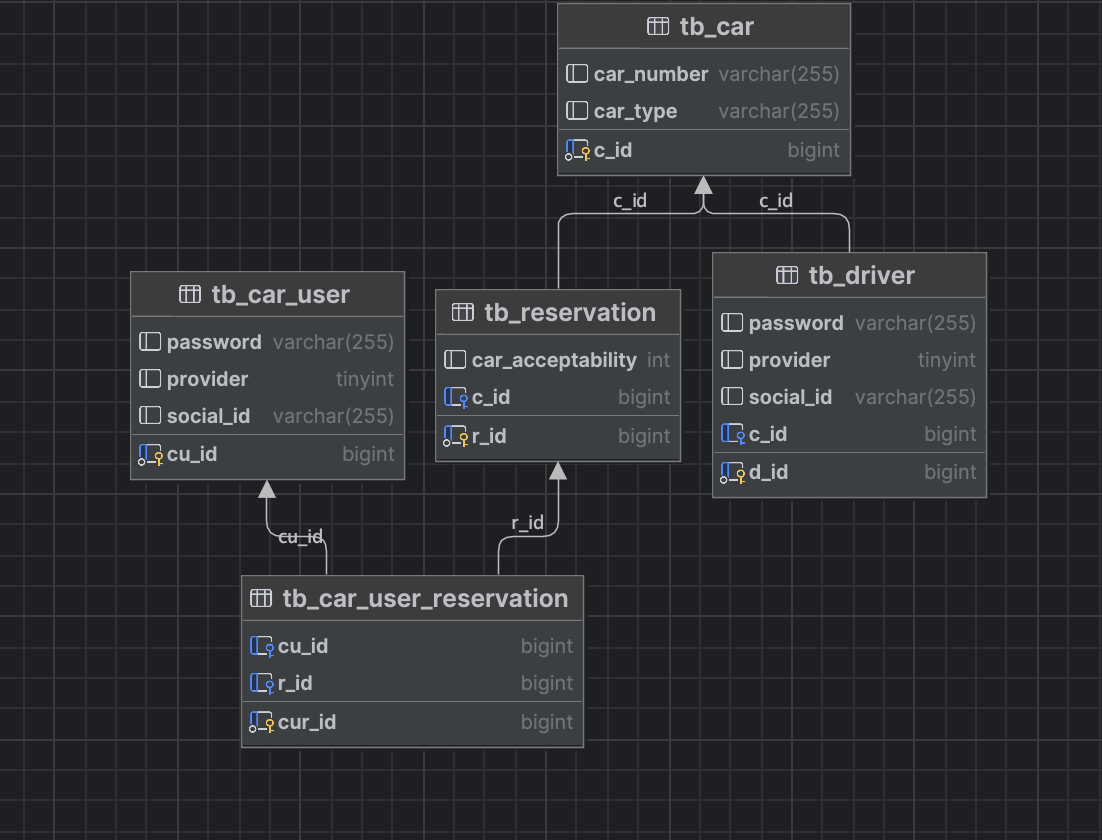 tb_car
car_number varchar(255)
car_type varchar(255)
c_id bigint
c_id c_id
tb_car_user
password varchar(255)
provider tinyint
social_id varchar(255)
cu_id bigint
tb_reservation
car_acceptability int
c_id bigint
r_id bigint
tb_driver
password varchar(255)
provider tinyint
social_id varchar(255)
c_id bigint
d_id bigint
cu_id
r_id
tb_car_user_reservation
cu_id bigint
r_id bigint
cur_id bigint